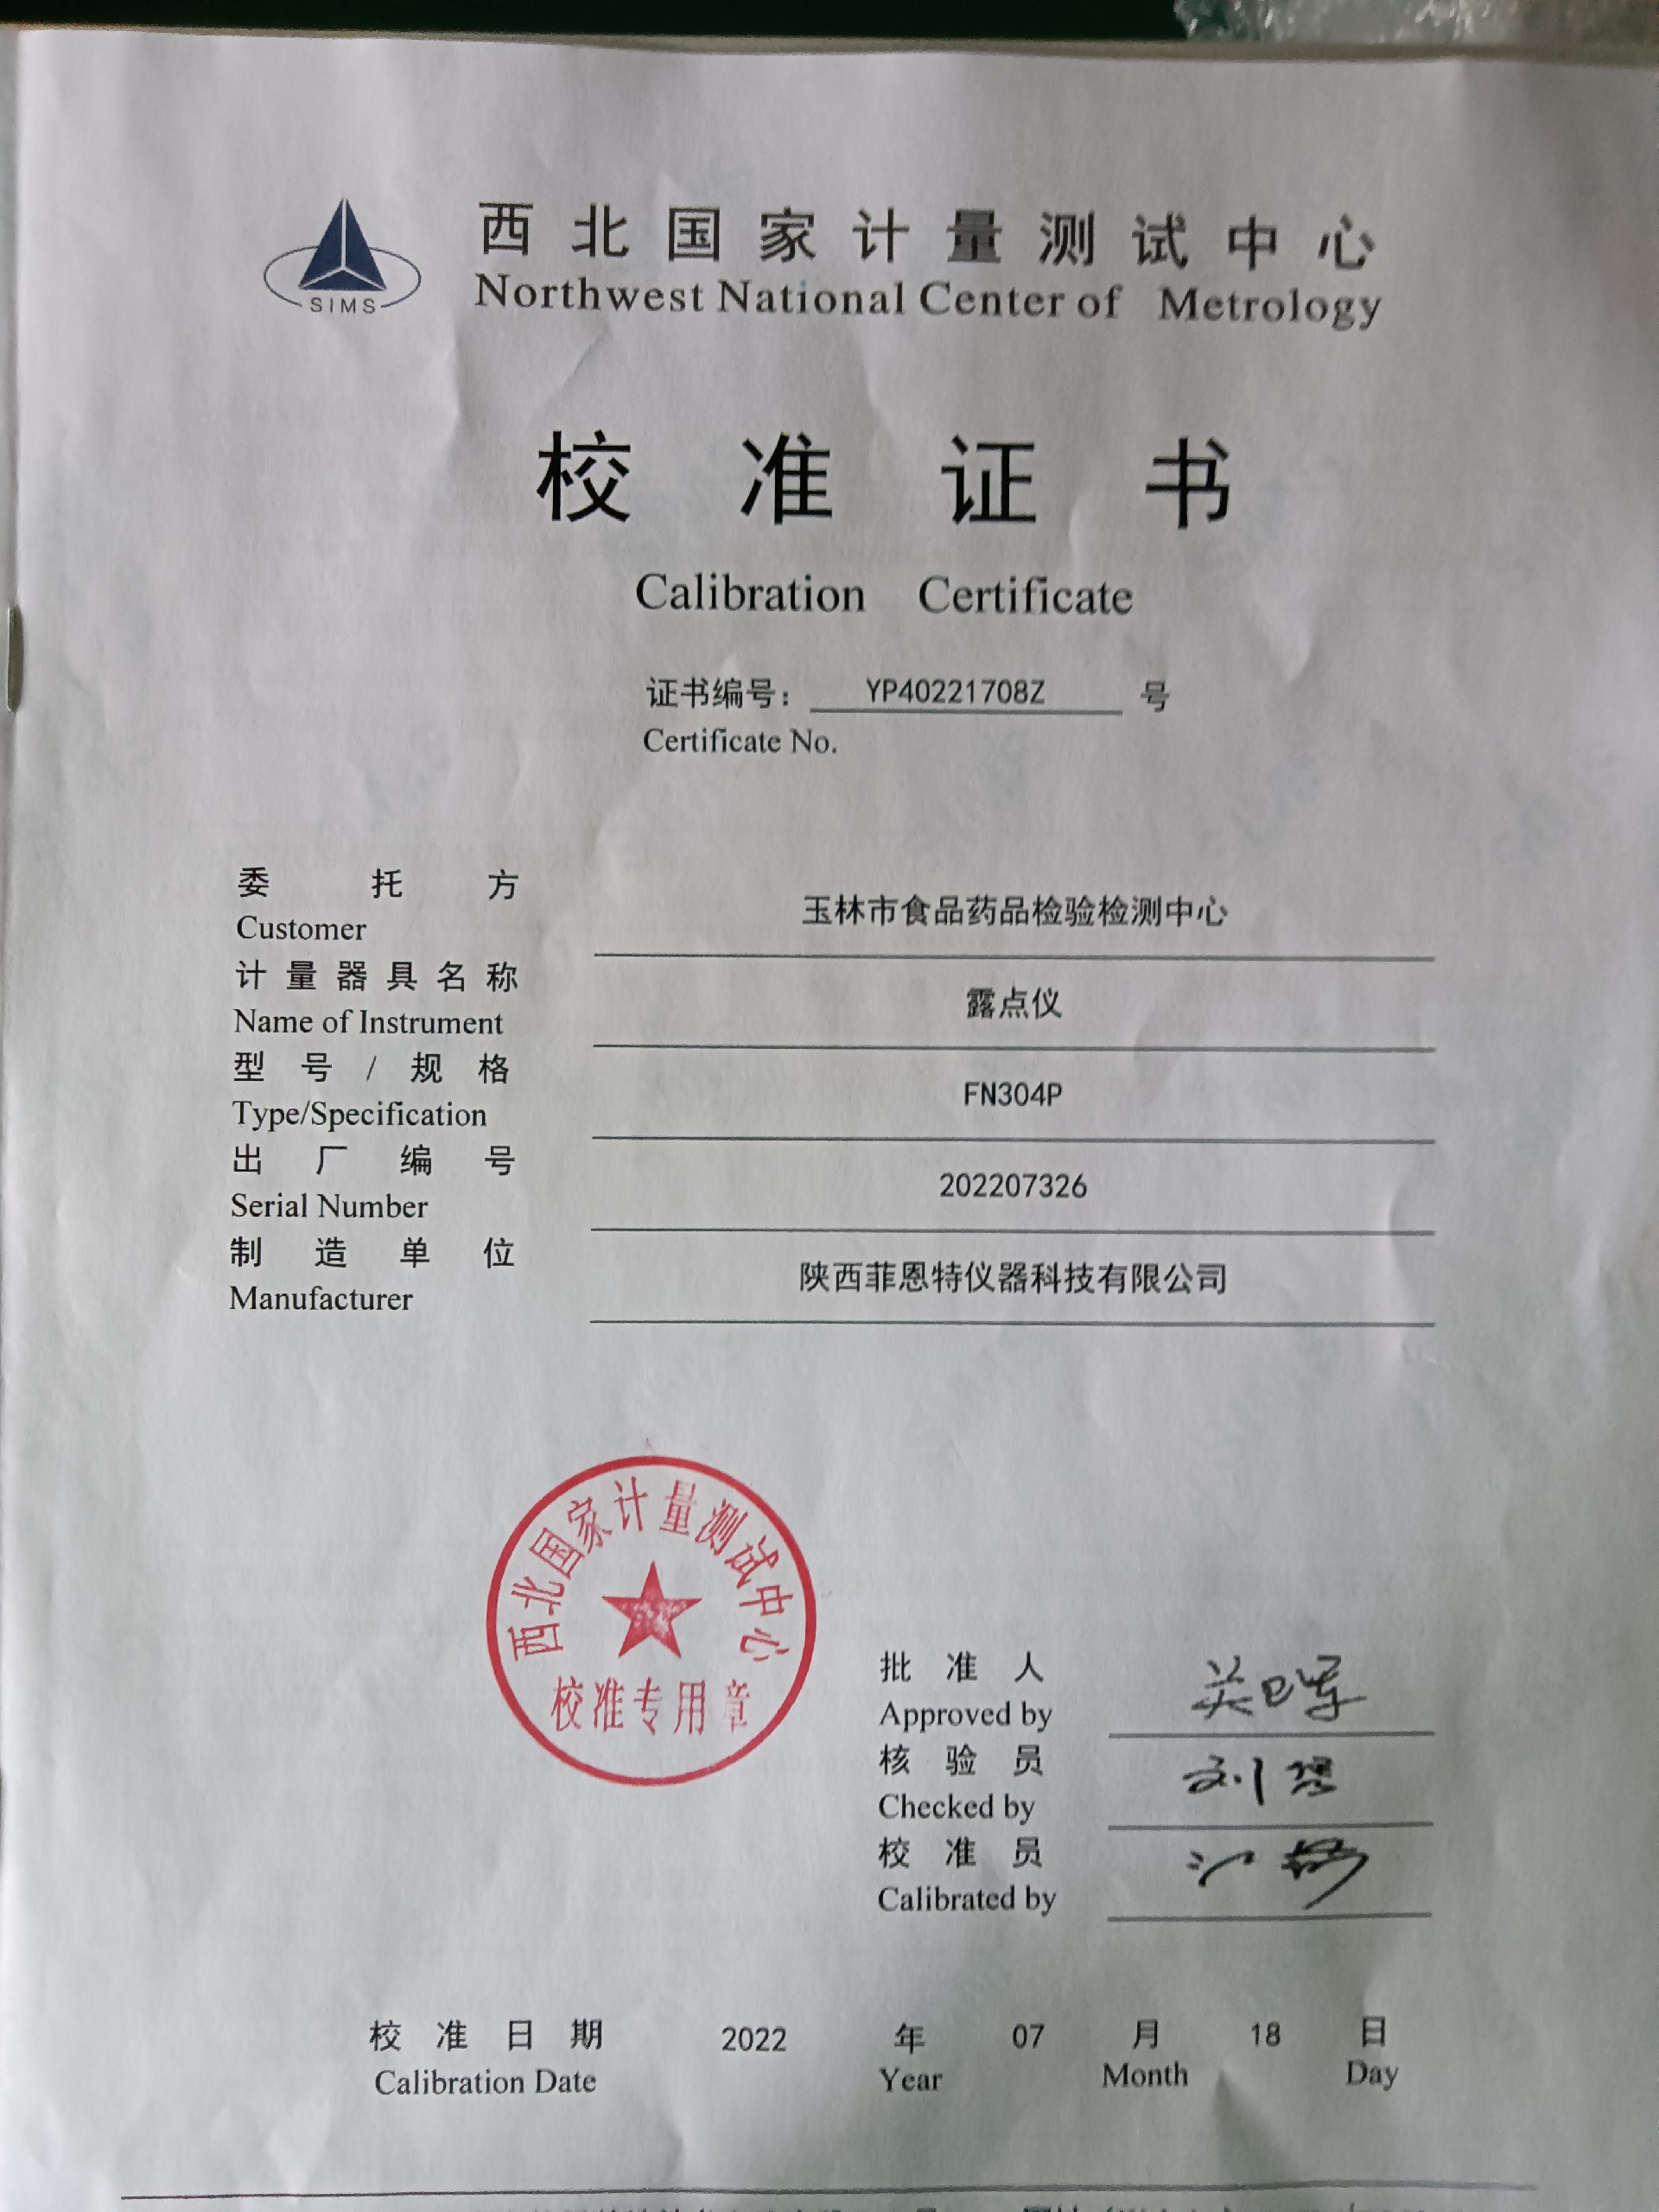 SIMS
西北国家计量测试中心
Northwest National Center of Metrology
校准证书
Calibration Certificate
证书编号： YP40221708Z 号
Certificate No.
委托方 玉林市食品药品检验检测中心
Customer
计量器具名称 露点仪
Name of Instrument
型号/规格 FN304P
Type/Specification
出厂编号 202207326
Serial Number
制造单位 陕西菲恩特仪器科技有限公司
Manufacturer
西北国家计量测试中心
校准专用章
批准人
Approved by
核验员 刘
Checked by
校准员
Calibrated by
校准日期 2022 年 07 月 18 日
Calibration Date Year Month Day